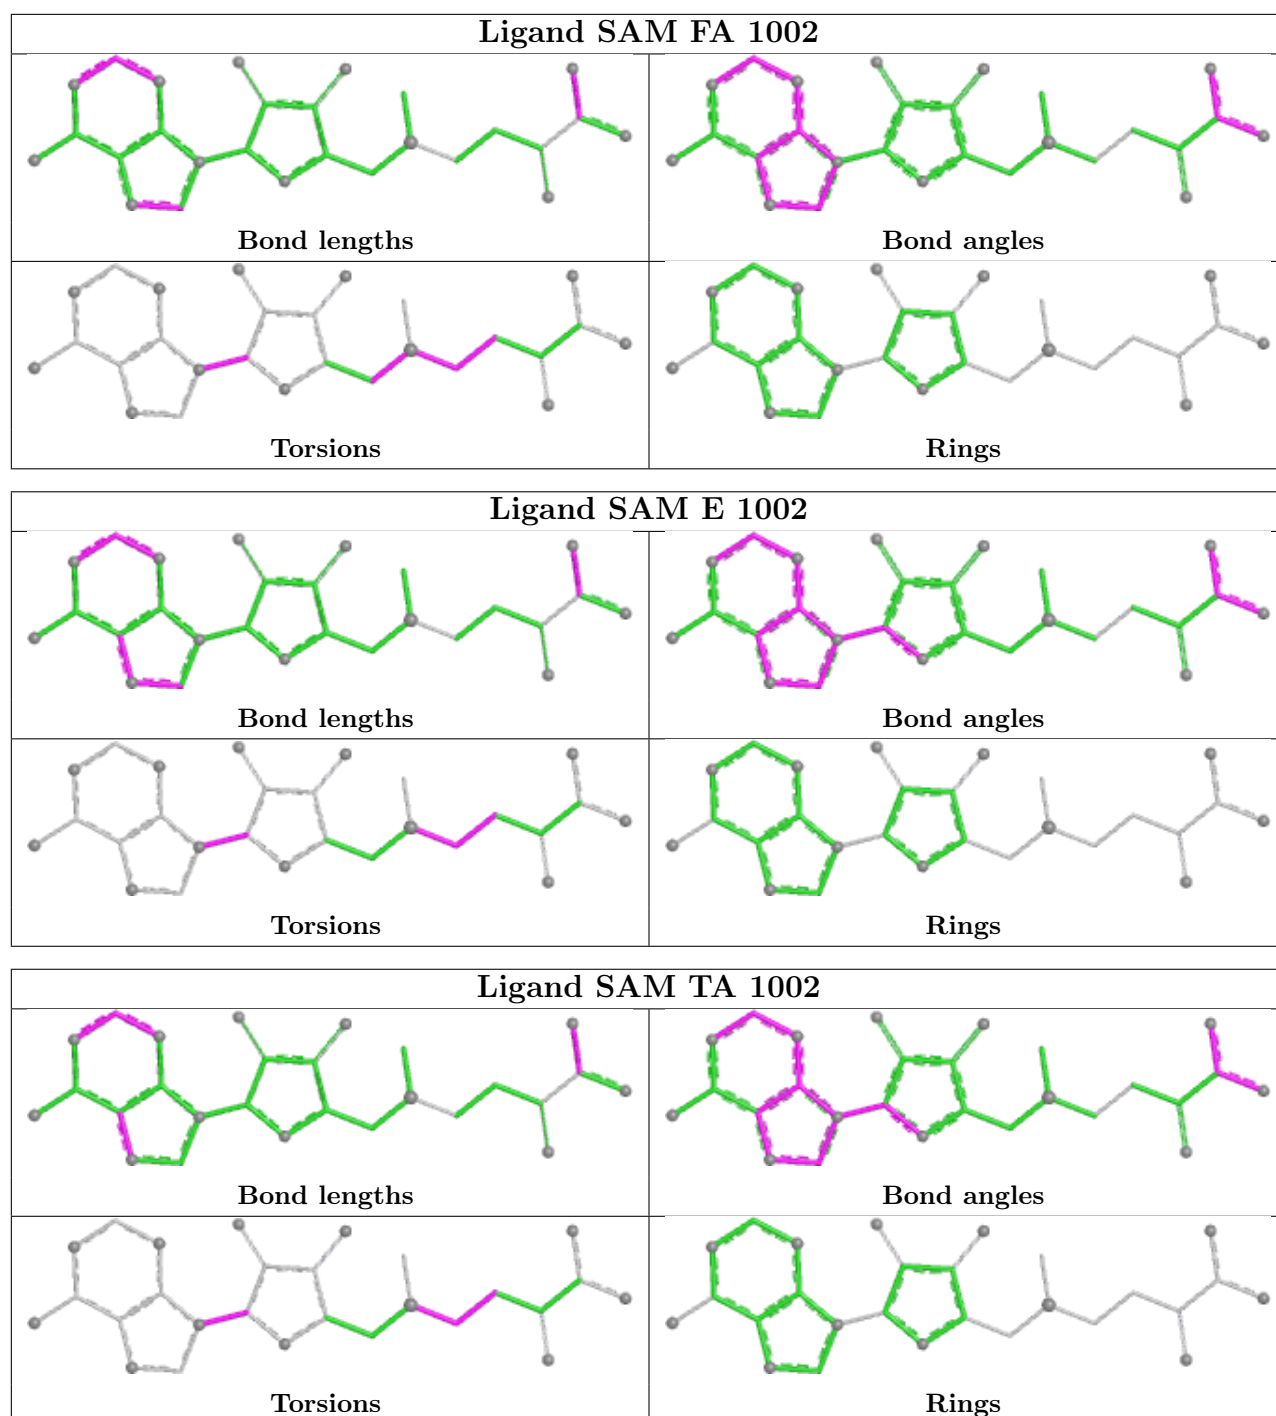 Ligand SAM FA 1002
Bond lengths
Bond angles
Torsions
Rings
Ligand SAM E 1002
Bond lengths
Bond angles
Torsions
Rings
Ligand SAM TA 1002
Bond lengths
Bond angles
Torsions
Rings